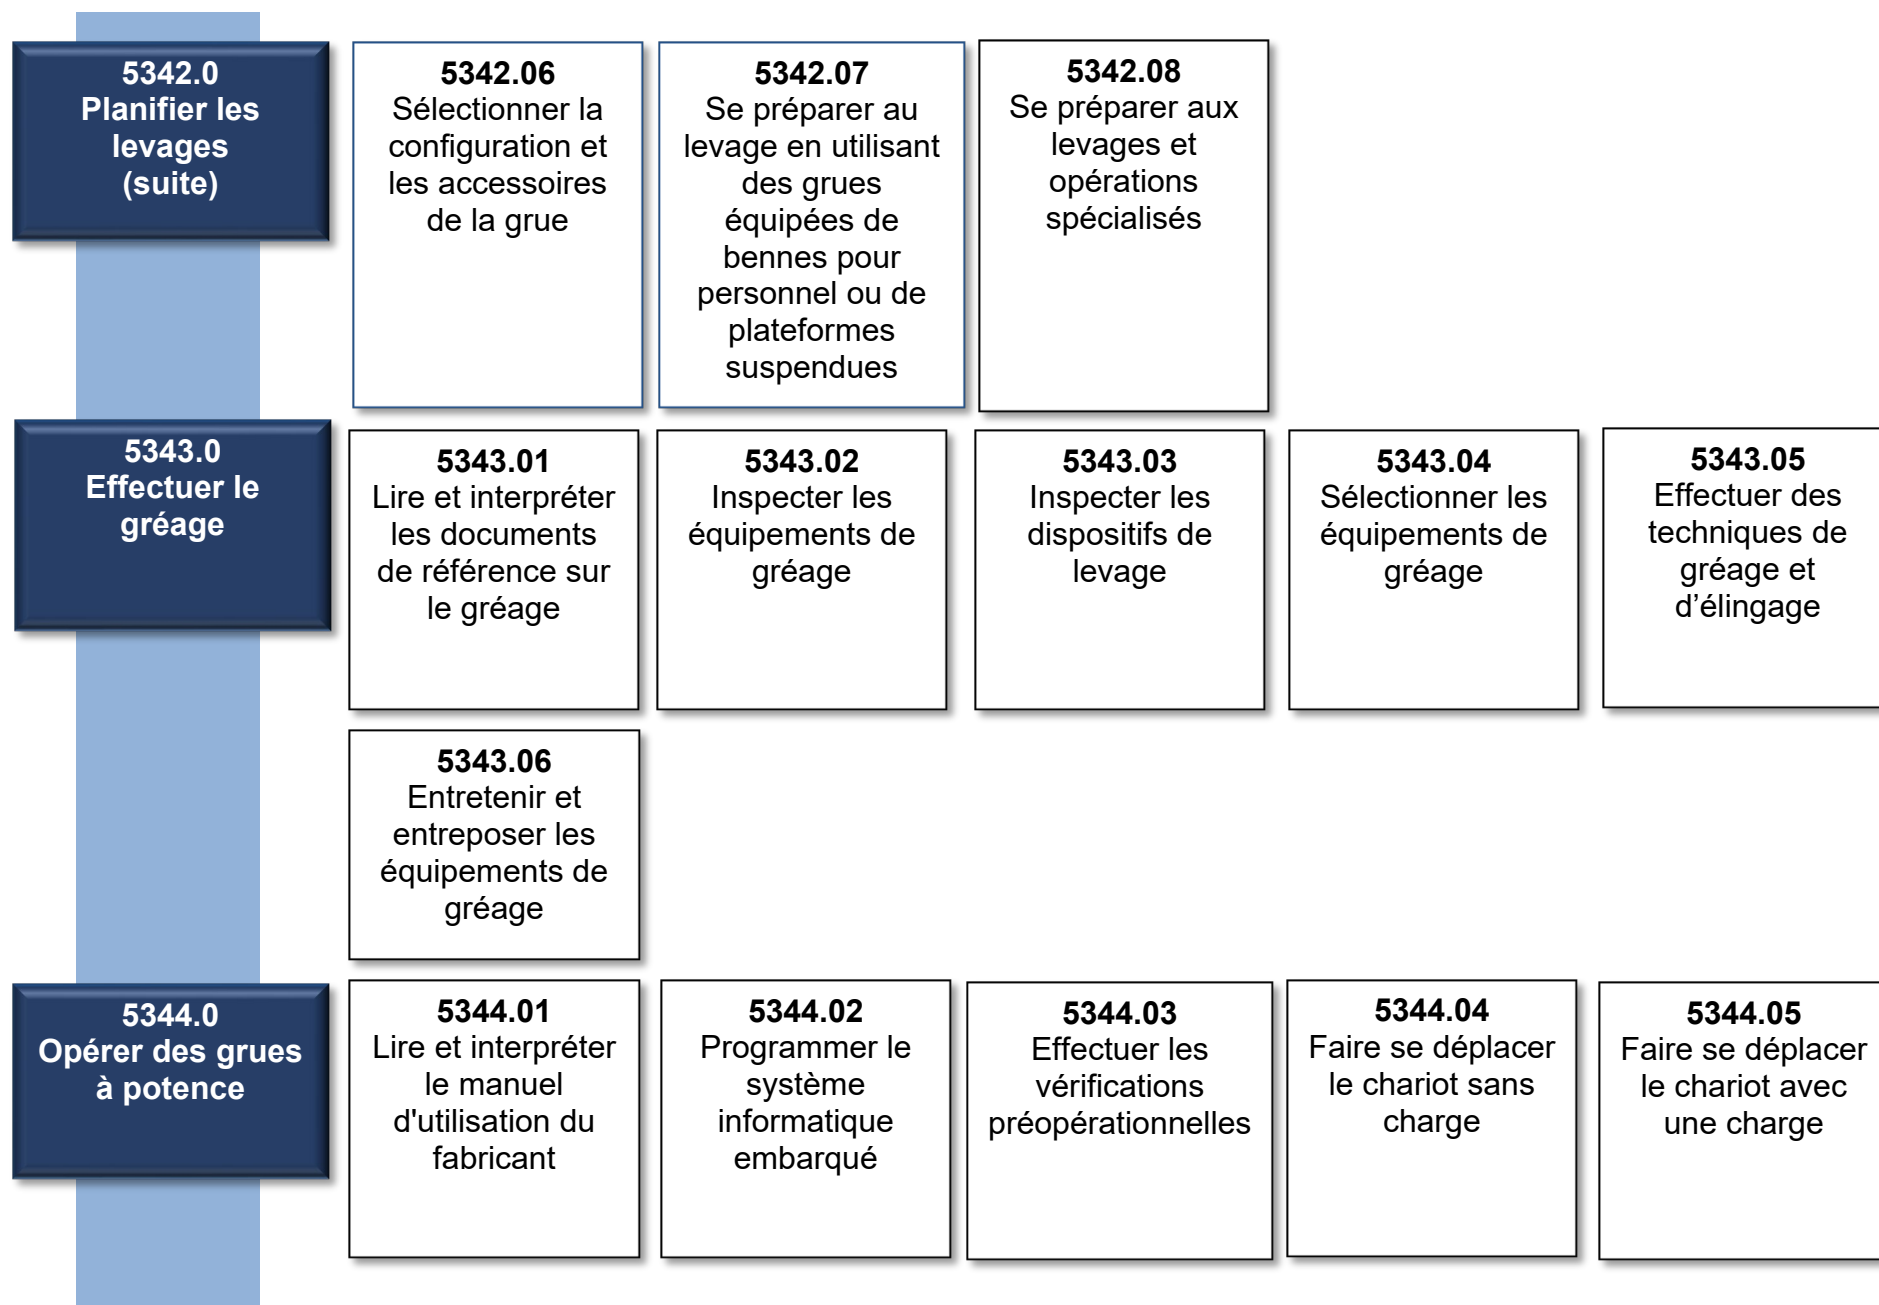 5342.0
Planifier les
levages
(suite)
5342.06
Sélectionner la
configuration et
les accessoires
de la grue
5342.07
Se préparer au
levage en utilisant
des grues
équipées de
bennes pour
personnel ou de
plateformes
suspendues
5342.08
Se préparer aux
levages et
opérations
spécialisés
5343.0
Effectuer le
gréage
5343.01
Lire et interpréter
les documents
de référence sur
le gréage
5343.02
Inspecter les
équipements de
gréage
5343.03
Inspecter les
dispositifs de
levage
5343.04
Sélectionner les
équipements de
gréage
5343.05
Effectuer des
techniques de
gréage et
d’élingage
5343.06
Entretenir et
entreposer les
équipements de
gréage
5344.0
Opérer des grues
à potence
5344.01
Lire et interpréter
le manuel
d'utilisation du
fabricant
5344.02
Programmer le
système
informatique
embarqué
5344.03
Effectuer les
vérifications
préopérationnelles
5344.04
Faire se déplacer
le chariot sans
charge
5344.05
Faire se déplacer
le chariot avec
une charge